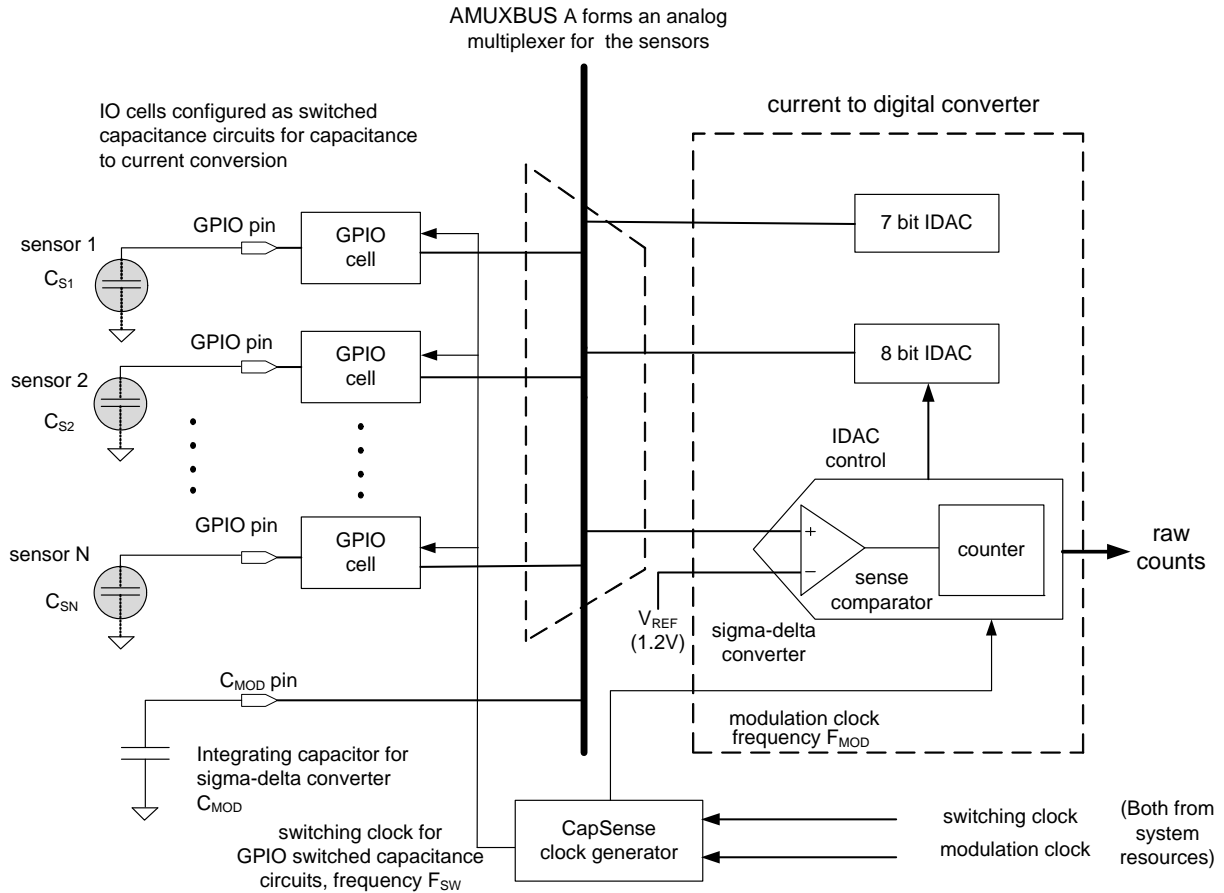 AMUXBUS A forms an analog
multiplexer for the sensors
IO cells configured as switched
capacitance circuits for capacitance
to current conversion
current to digital converter
sensor 1
CS1
GPIO pin
GPIO
cell
7 bit IDAC
sensor 2
CS2
GPIO pin
GPIO
cell
8 bit IDAC
IDAC
control
sensor N
CSN
GPIO pin
GPIO
cell
+
−
sense
comparator
counter
raw
counts
VREF
(1.2V)
sigma-delta
converter
CMOD pin
Integrating capacitor for
sigma-delta converter
CMOD
modulation clock
frequency FMOD
switching clock for
GPIO switched capacitance
circuits, frequency FSW
CapSense
clock generator
switching clock
modulation clock
(Both from
system
resources)